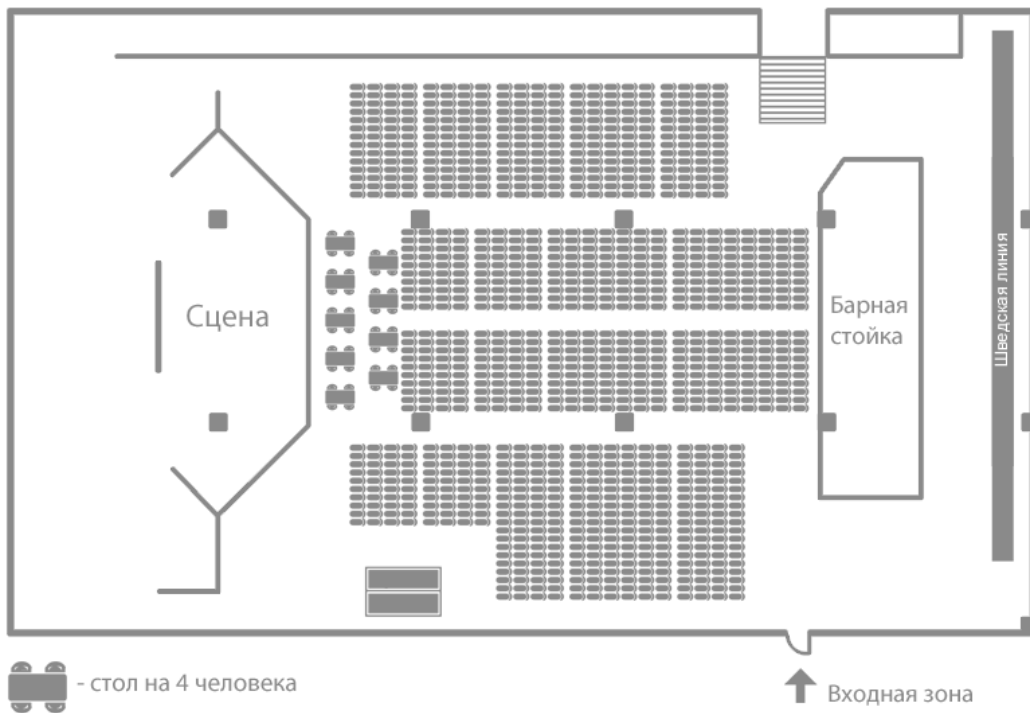 Сцена
Барная
стойка
Шведская линия
- стол на 4 человека
Входная зона